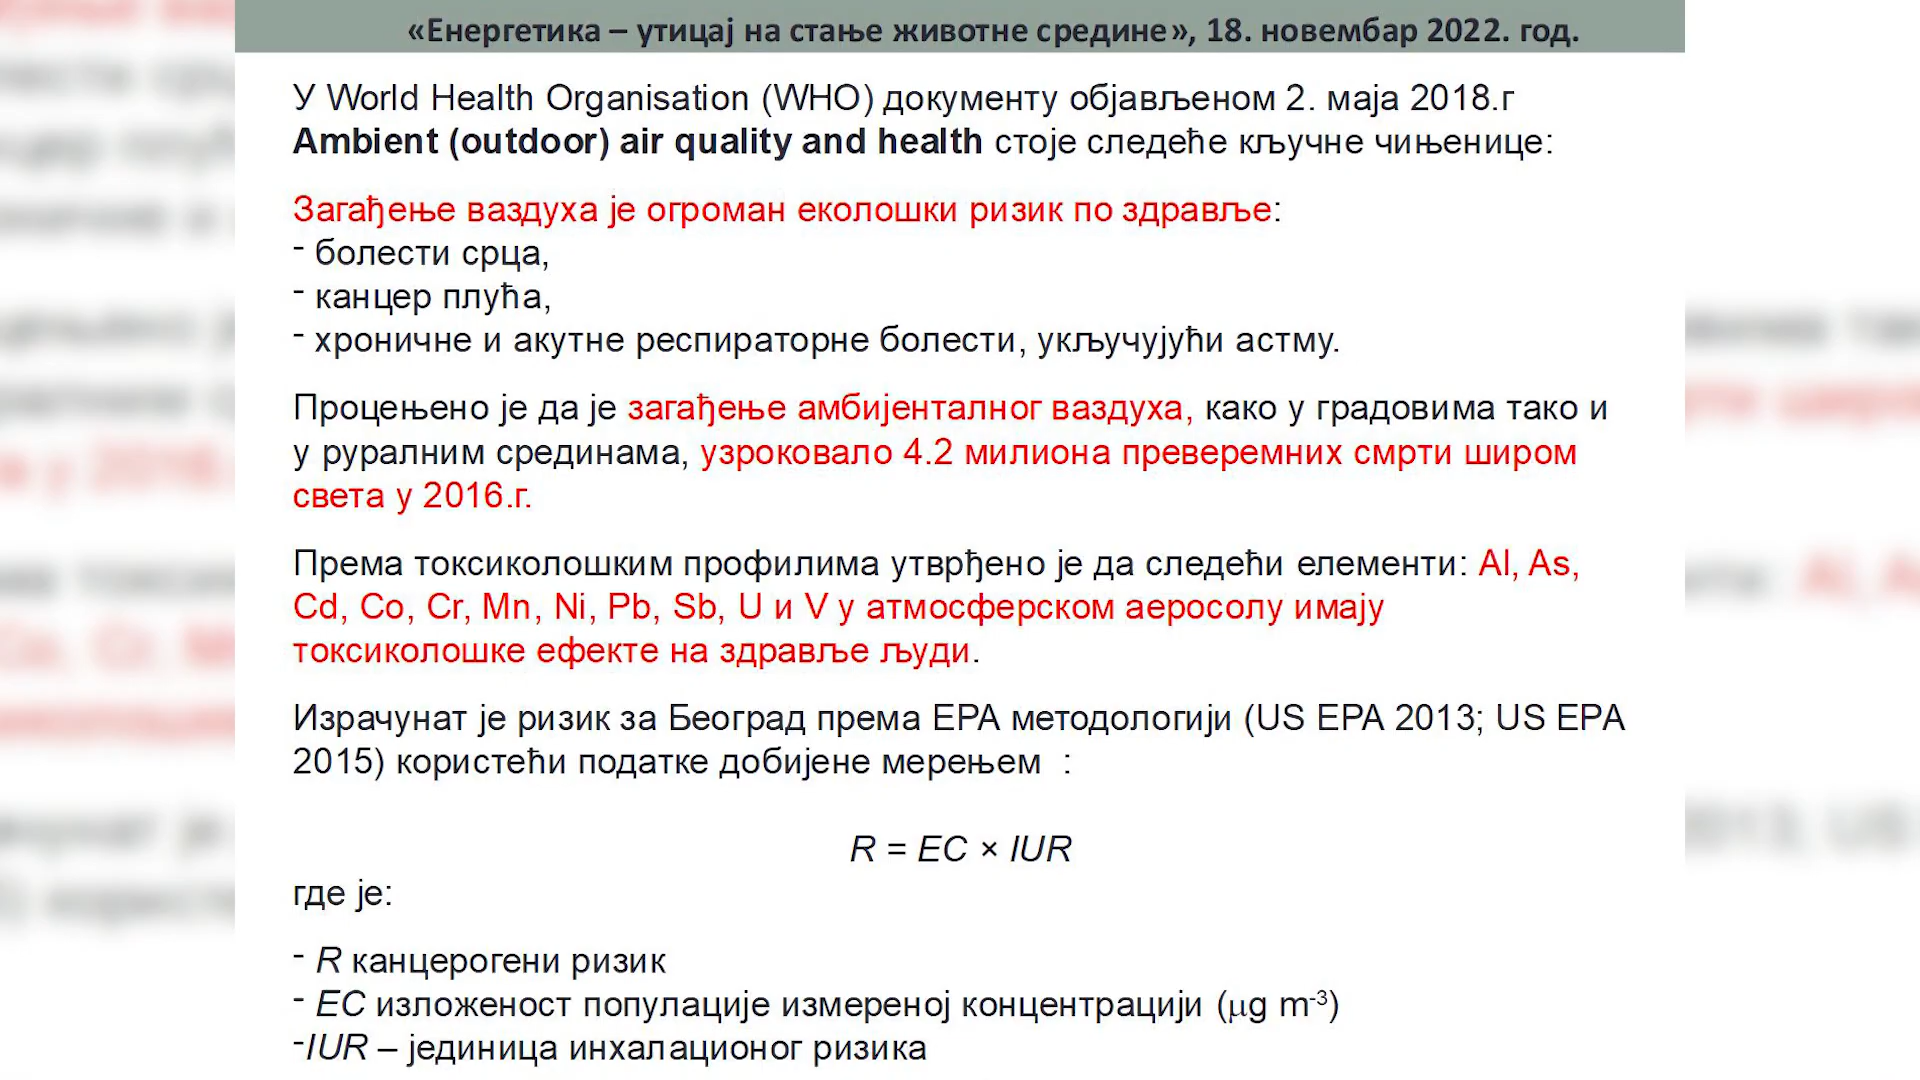 «Енергетика – утицај на стање животне средине», 18. новембар 2022. год.
У World Health Organisation (WHO) документу објављеном 2. маја 2018.г
Ambient (outdoor) air quality and health стоје следеће кључне чињенице:
Загађење ваздуха је огроман еколошки ризик по здравље:
- болести срца,
- канцер плућа,
- хроничне и акутне респираторне болести, укључујући астму.
Процењено је да је загађење амбијенталног ваздуха, како у градовима тако и
у руралним срединама, узроковало 4.2 милиона превремених смрти широм
света у 2016.г.
Према токсиколошким профилима утврђено је да следећи елементи: Al, As,
Cd, Co, Cr, Mn, Ni, Pb, Sb, U и V у атмосферском аеросолу имају
токсиколошке ефекте на здравље људи.
Израчунат је ризик за Београд према EPA методологији (US EPA 2013; US EPA
2015) користећи податке добијене мерењем :
R = EC × IUR
где је:
- R канцерогени ризик
- EC изложеност популације измереној концентрацији (µg m⁻³)
-IUR – јединица инхалационог ризика